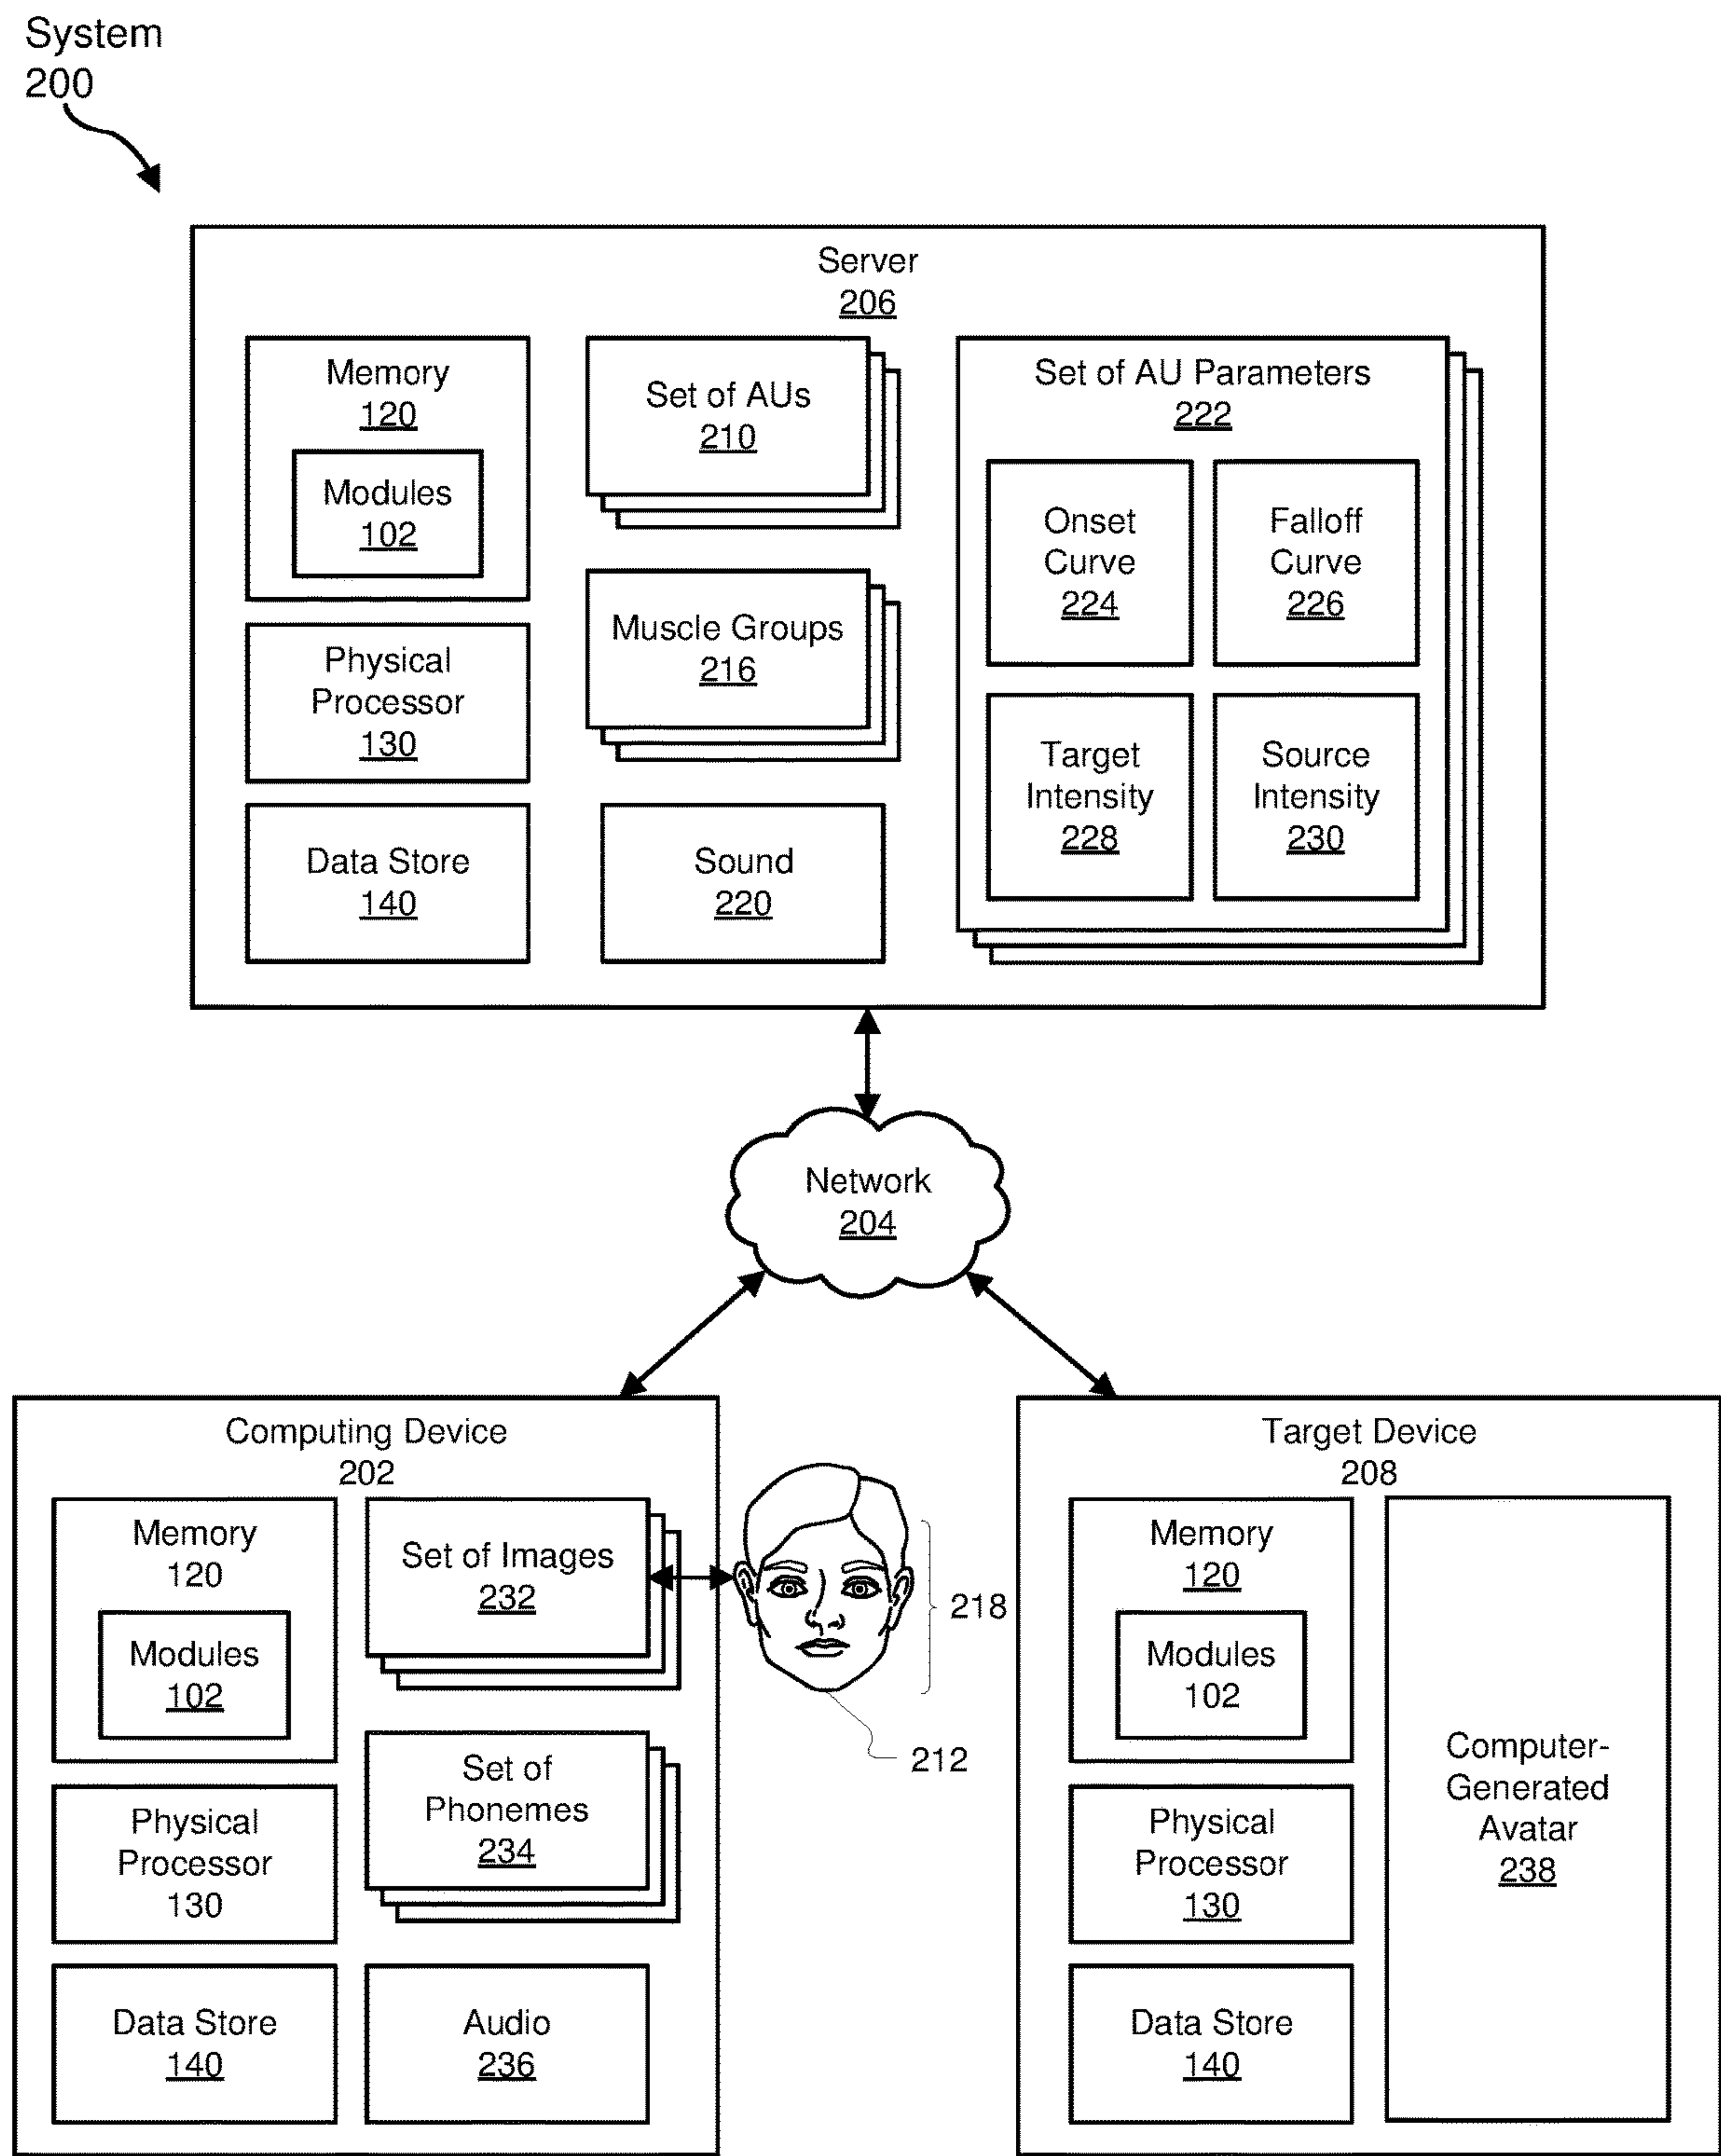 System
200
Server
206
Memory
120
Modules
102
Physical
Processor
130
Data Store
140
Set of AUs
210
Muscle Groups
216
Sound
220
Set of AU Parameters
222
Onset
Curve
224
Falloff
Curve
226
Target
Intensity
228
Source
Intensity
230
Network
204
Computing Device
202
Memory
120
Modules
102
Physical
Processor
130
Data Store
140
Set of Images
232
Set of
Phonemes
234
Audio
236
218
212
Target Device
208
Memory
120
Modules
102
Physical
Processor
130
Data Store
140
Computer-
Generated
Avatar
238